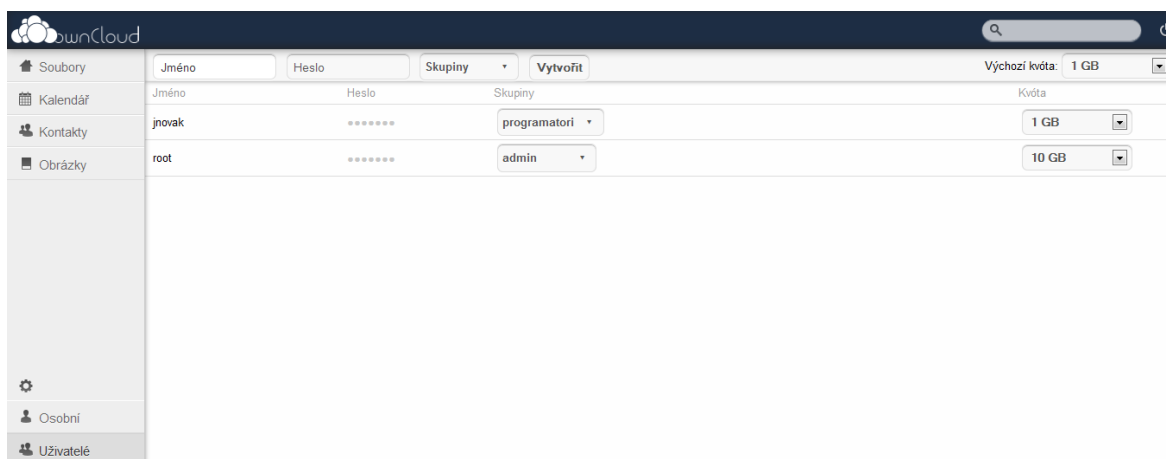 ownCloud
Soubory
Kalendář
Kontakty
Obrázky
Osobní
Uživatelé
Jméno Heslo Skupiny Vytvořit Výchozí kvóta: 1 GB
Jméno Heslo Skupiny Kvóta
jnovak ●●●●●●● programatori 1 GB
root ●●●●●●● admin 10 GB